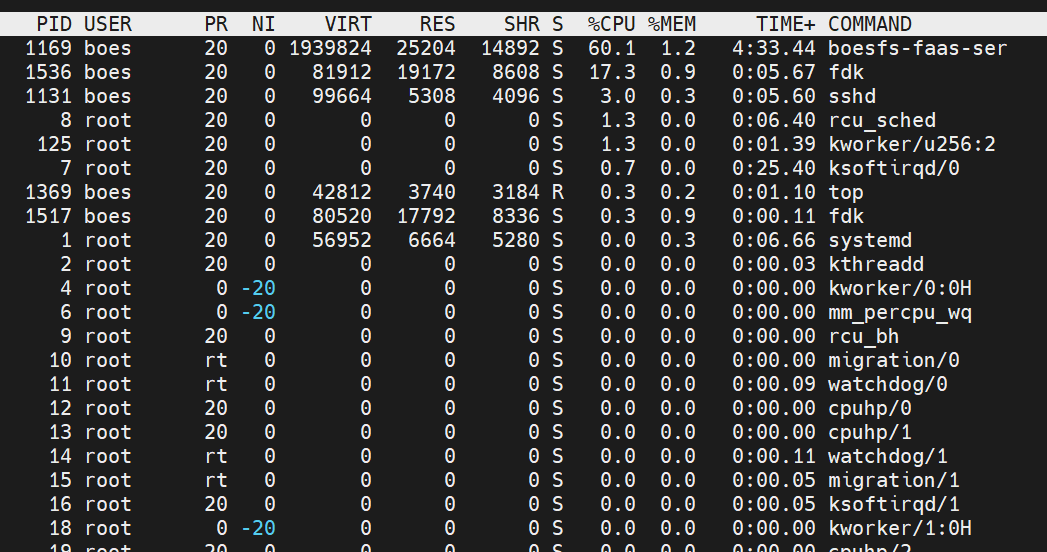 PID USER PR NI VIRT RES SHR S %CPU %MEM TIME+ COMMAND
1169 boes 20 0 1939824 25204 14892 S 60.1 1.2 4:33.44 boesfs-faas-ser
1536 boes 20 0 81912 19172 8608 S 17.3 0.9 0:05.67 fdk
1131 boes 20 0 99664 5308 4096 S 3.0 0.3 0:05.60 sshd
8 root 20 0 0 0 0 S 1.3 0.0 0:06.40 rcu_sched
125 root 20 0 0 0 0 S 1.3 0.0 0:01.39 kworker/u256:2
7 root 20 0 0 0 0 S 0.7 0.0 0:25.40 ksoftirqd/0
1369 boes 20 0 42812 3740 3184 R 0.3 0.2 0:01.10 top
1517 boes 20 0 80520 17792 8336 S 0.3 0.9 0:00.11 fdk
1 root 20 0 56952 6664 5280 S 0.0 0.3 0:06.66 systemd
2 root 20 0 0 0 0 S 0.0 0.0 0:00.03 kthreadd
4 root 0 -20 0 0 0 S 0.0 0.0 0:00.00 kworker/0:0H
6 root 0 -20 0 0 0 S 0.0 0.0 0:00.00 mm_percpu_wq
9 root 20 0 0 0 0 S 0.0 0.0 0:00.00 rcu_bh
10 root rt 0 0 0 0 S 0.0 0.0 0:00.00 migration/0
11 root rt 0 0 0 0 S 0.0 0.0 0:00.09 watchdog/0
12 root 20 0 0 0 0 S 0.0 0.0 0:00.00 cpuhp/0
13 root 20 0 0 0 0 S 0.0 0.0 0:00.00 cpuhp/1
14 root rt 0 0 0 0 S 0.0 0.0 0:00.11 watchdog/1
15 root rt 0 0 0 0 S 0.0 0.0 0:00.05 migration/1
16 root 20 0 0 0 0 S 0.0 0.0 0:00.05 ksoftirqd/1
18 root 0 -20 0 0 0 S 0.0 0.0 0:00.00 kworker/1:0H
19 root 20 0 0 0 0 S 0.0 0.0 0:00.00 cpuhp/2